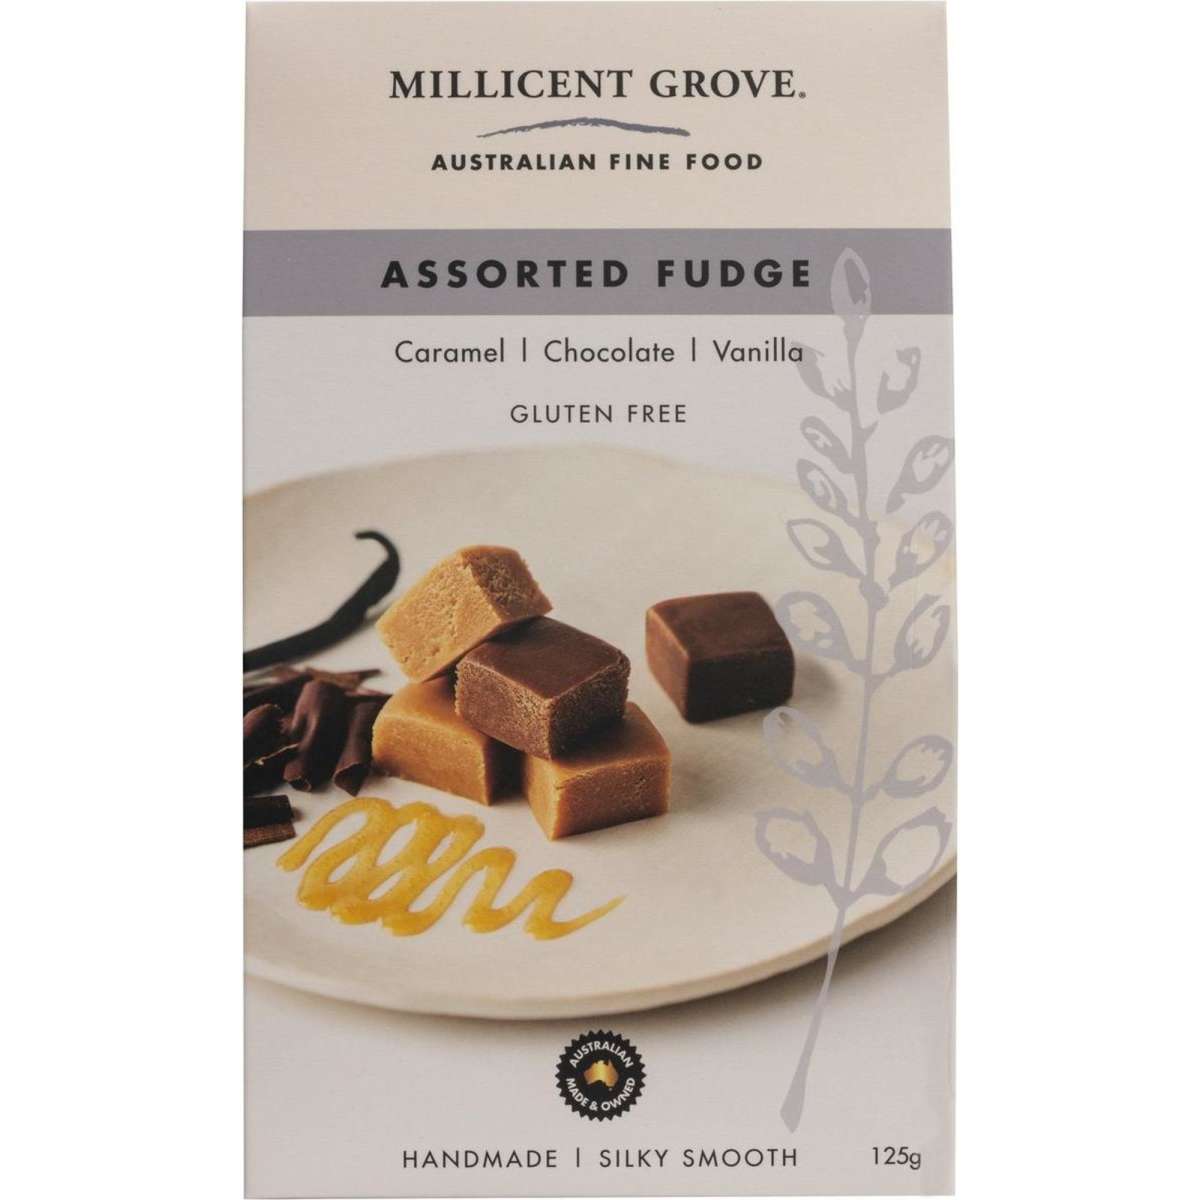 MILLICENT GROVE®
AUSTRALIAN FINE FOOD
ASSORTED FUDGE
Caramel | Chocolate | Vanilla
GLUTEN FREE
AUSTRALIAN
MADE & OWNED
HANDMADE | SILKY SMOOTH
125g